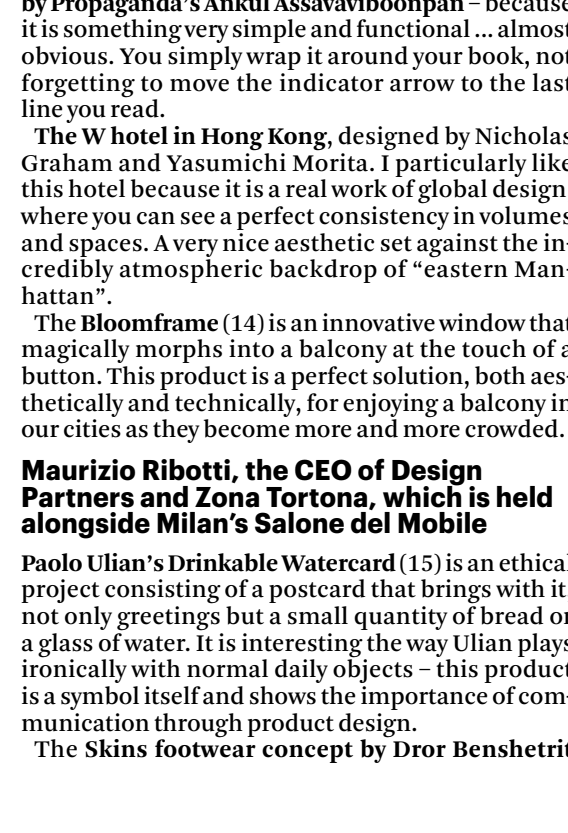 by Propaganda's Ankul Assavaviboonpan – because
it is something very simple and functional ... almost
obvious. You simply wrap it around your book, not
forgetting to move the indicator arrow to the last
line you read.
The W hotel in Hong Kong, designed by Nicholas
Graham and Yasumichi Morita. I particularly like
this hotel because it is a real work of global design
where you can see a perfect consistency in volumes
and spaces. A very nice aesthetic set against the in-
credibly atmospheric backdrop of “eastern Man-
hattan”.
The Bloomframe (14) is an innovative window that
magically morphs into a balcony at the touch of a
button. This product is a perfect solution, both aes-
thetically and technically, for enjoying a balcony in
our cities as they become more and more crowded.
Maurizio Ribotti, the CEO of Design
Partners and Zona Tortona, which is held
alongside Milan’s Salone del Mobile
Paolo Ulian’s Drinkable Watercard (15) is an ethical
project consisting of a postcard that brings with it
not only greetings but a small quantity of bread or
a glass of water. It is interesting the way Ulian plays
ironically with normal daily objects – this product
is a symbol itself and shows the importance of com-
munication through product design.
The Skins footwear concept by Dror Benshetrit